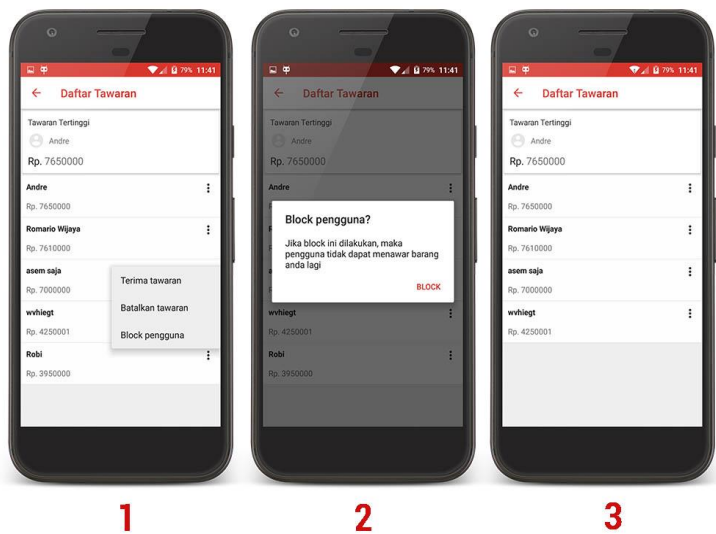 79% 11:41
Daftar Tawaran
Tawaran Tertinggi
Andre
Rp. 7650000
Andre
Rp. 7650000
Romario Wijaya
Rp. 7610000
asem saja
Rp. 7000000
wvhiegt
Rp. 4250001
Robi
Rp. 3950000
Terima tawaran
Batalkan tawaran
Block pengguna
1
79% 11:41
Daftar Tawaran
Tawaran Tertinggi
Andre
Rp. 7650000
Andre
Rp. 7650000
Block pengguna?
Jika block ini dilakukan, maka
pengguna tidak dapat menawar barang
anda lagi
BLOCK
wvhiegt
Rp. 4250001
Robi
Rp. 3950000
2
79% 11:41
Daftar Tawaran
Tawaran Tertinggi
Andre
Rp. 7650000
Andre
Rp. 7650000
Romario Wijaya
Rp. 7610000
asem saja
Rp. 7000000
wvhiegt
Rp. 4250001
3